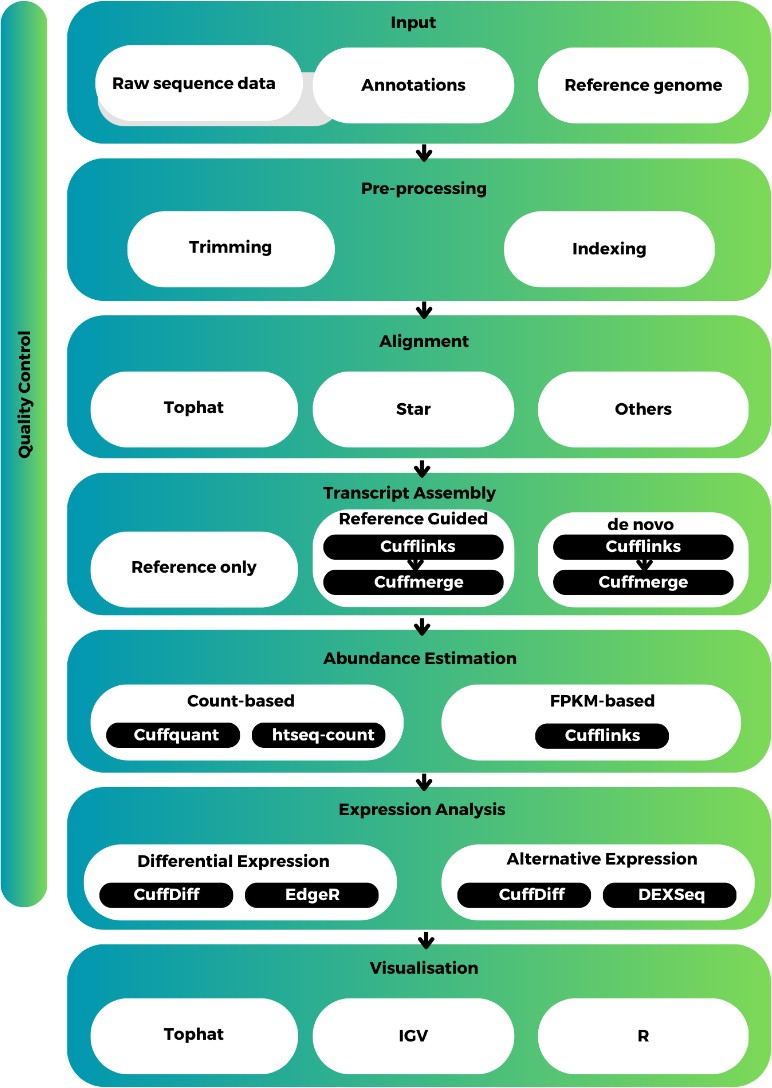 Input
Raw sequence data
Annotations
Reference genome
Pre-processing
Trimming
Indexing
Quality Control
Alignment
Tophat
Star
Others
Transcript Assembly
Reference only
Reference Guided
Cufflinks
Cuffmerge
de novo
Cufflinks
Cuffmerge
Abundance Estimation
Count-based
Cuffquant
htseq-count
FPKM-based
Cufflinks
Expression Analysis
Differential Expression
CuffDiff
EdgeR
Alternative Expression
CuffDiff
DEXSeq
Visualisation
Tophat
IGV
R